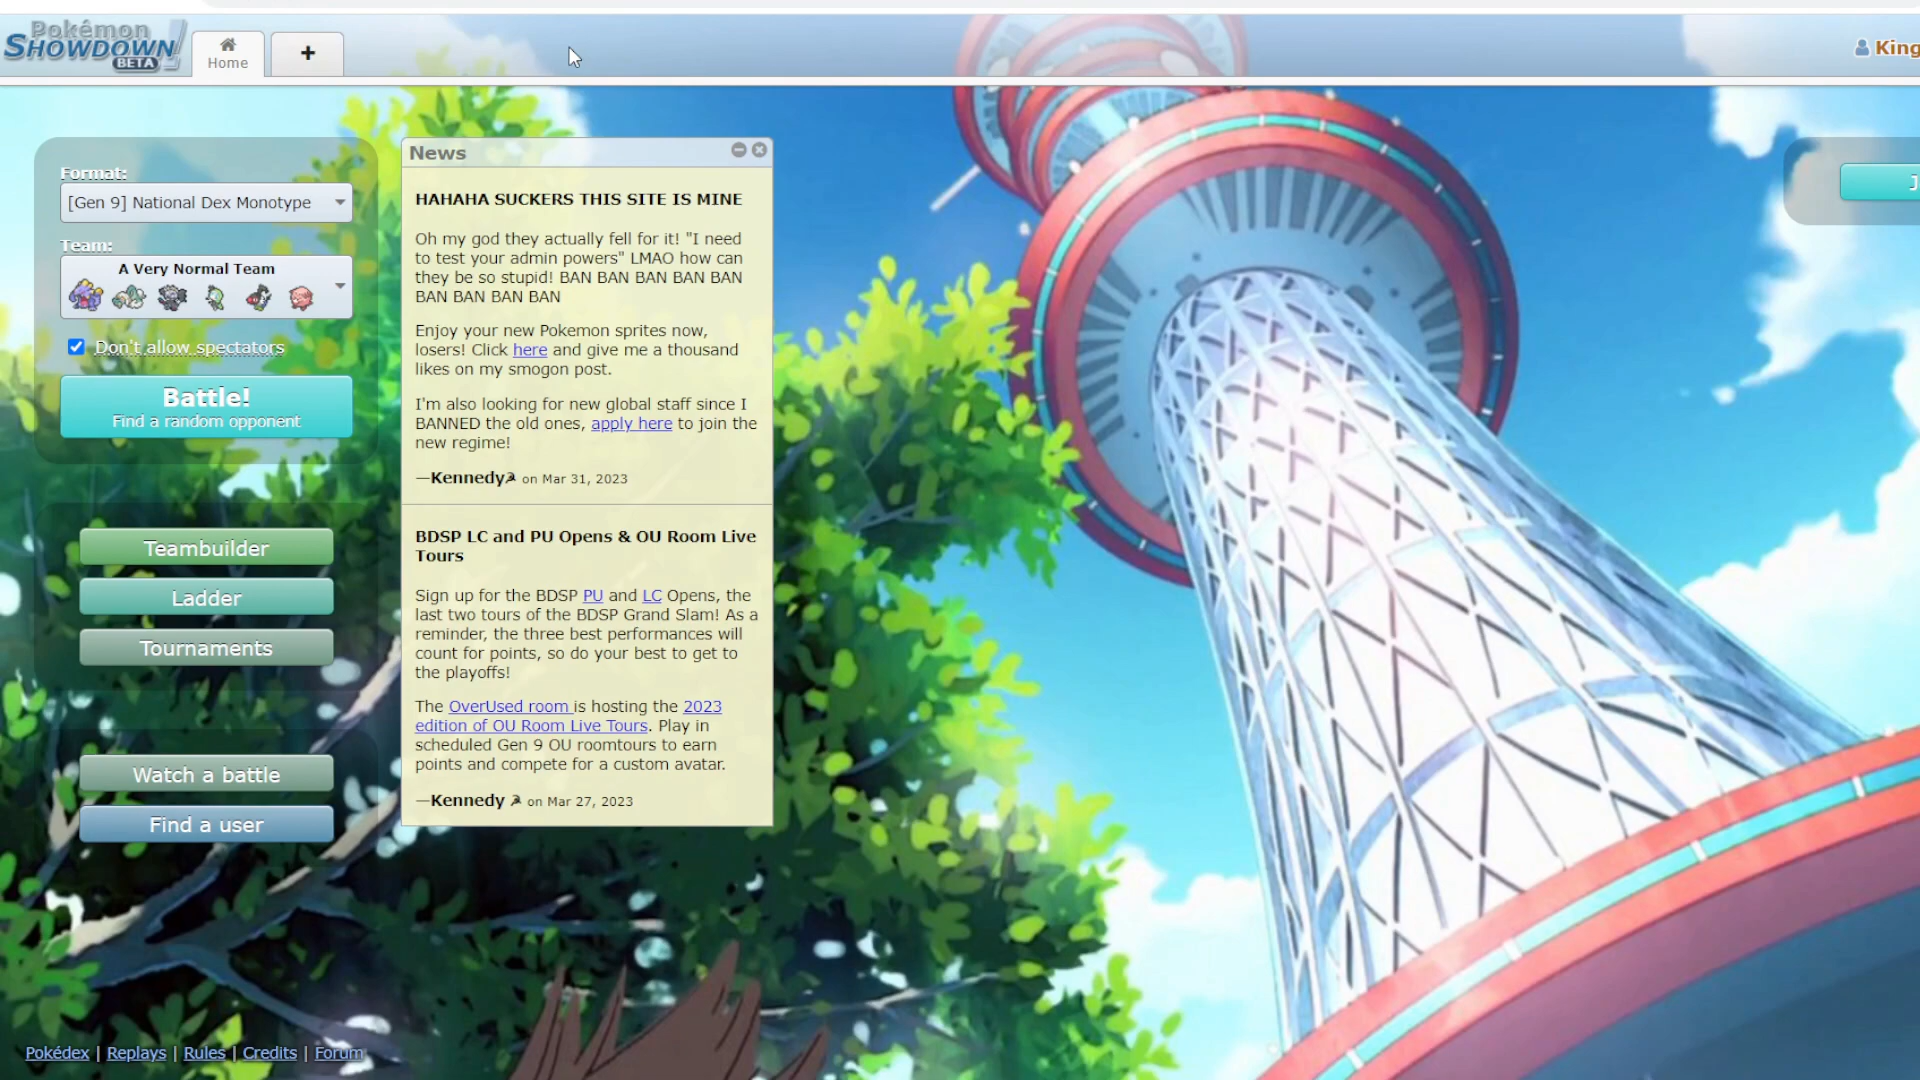 Pokémon
SHOWDOWN!
BETA
Home
+
King
Format:
[Gen 9] National Dex Monotype
Team:
A Very Normal Team
Don't allow spectators
Battle!
Find a random opponent
Teambuilder
Ladder
Tournaments
Watch a battle
Find a user
News
HAHAHA SUCKERS THIS SITE IS MINE
Oh my god they actually fell for it! "I need
to test your admin powers" LMAO how can
they be so stupid! BAN BAN BAN BAN BAN
BAN BAN BAN BAN
Enjoy your new Pokemon sprites now,
losers! Click here and give me a thousand
likes on my smogon post.
I'm also looking for new global staff since I
BANNED the old ones, apply here to join the
new regime!
—Kennedy☭ on Mar 31, 2023
BDSP LC and PU Opens & OU Room Live
Tours
Sign up for the BDSP PU and LC Opens, the
last two tours of the BDSP Grand Slam! As a
reminder, the three best performances will
count for points, so do your best to get to
the playoffs!
The OverUsed room is hosting the 2023
edition of OU Room Live Tours. Play in
scheduled Gen 9 OU roomtours to earn
points and compete for a custom avatar.
—Kennedy ☭ on Mar 27, 2023
J
Pokédex | Replays | Rules | Credits | Forum